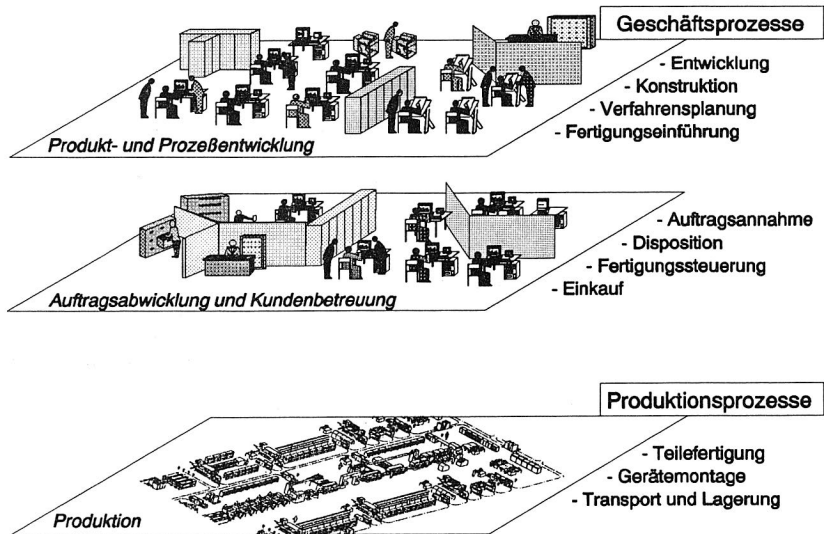 Geschäftsprozesse
- Entwicklung
- Konstruktion
- Verfahrensplanung
- Fertigungseinführung
Produkt- und Prozeßentwicklung
- Auftragsannahme
- Disposition
- Fertigungssteuerung
- Einkauf
Auftragsabwicklung und Kundenbetreuung
Produktionsprozesse
- Teilefertigung
- Gerätemontage
- Transport und Lagerung
Produktion